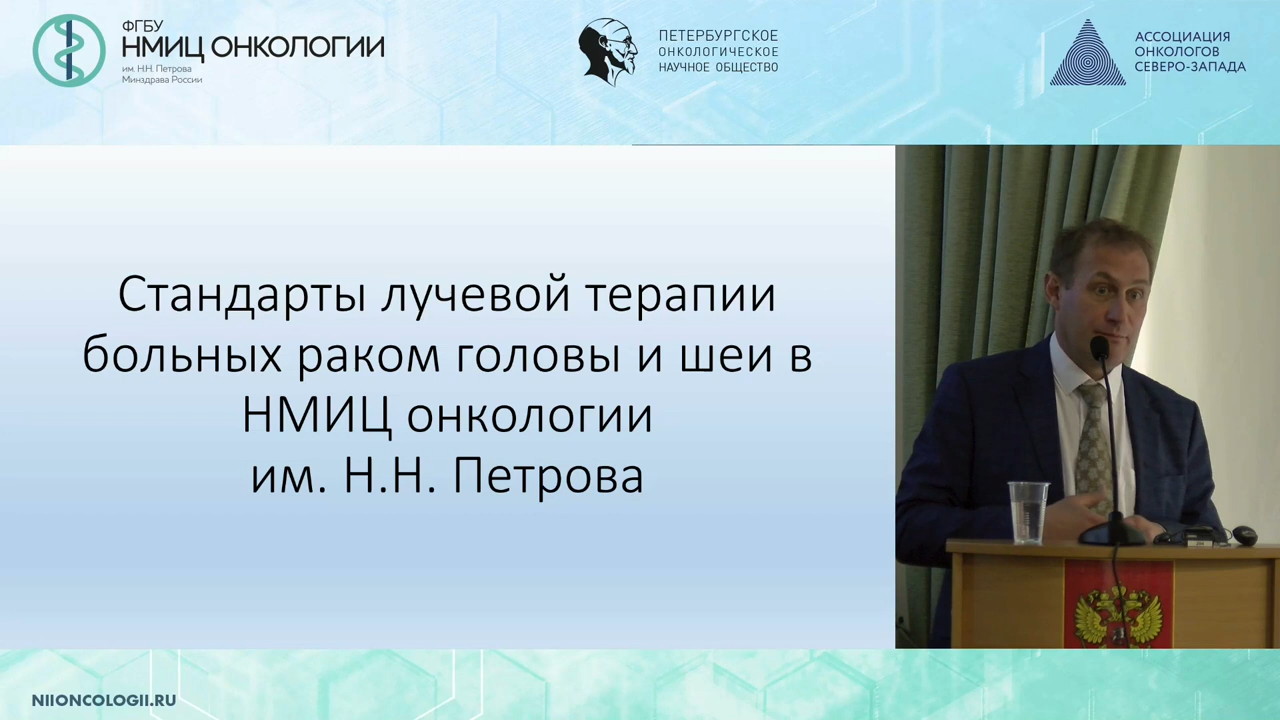 ФГБУ
НМИЦ ОНКОЛОГИИ
им. Н.Н. Петрова
Минздрава России
ПЕТЕРБУРГСКОЕ
ОНКОЛОГИЧЕСКОЕ
НАУЧНОЕ ОБЩЕСТВО
АССОЦИАЦИЯ
ОНКОЛОГОВ
СЕВЕРО-ЗАПАДА
Стандарты лучевой терапии
больных раком головы и шеи в
НМИЦ онкологии
им. Н.Н. Петрова
NIIONCOLOGII.RU